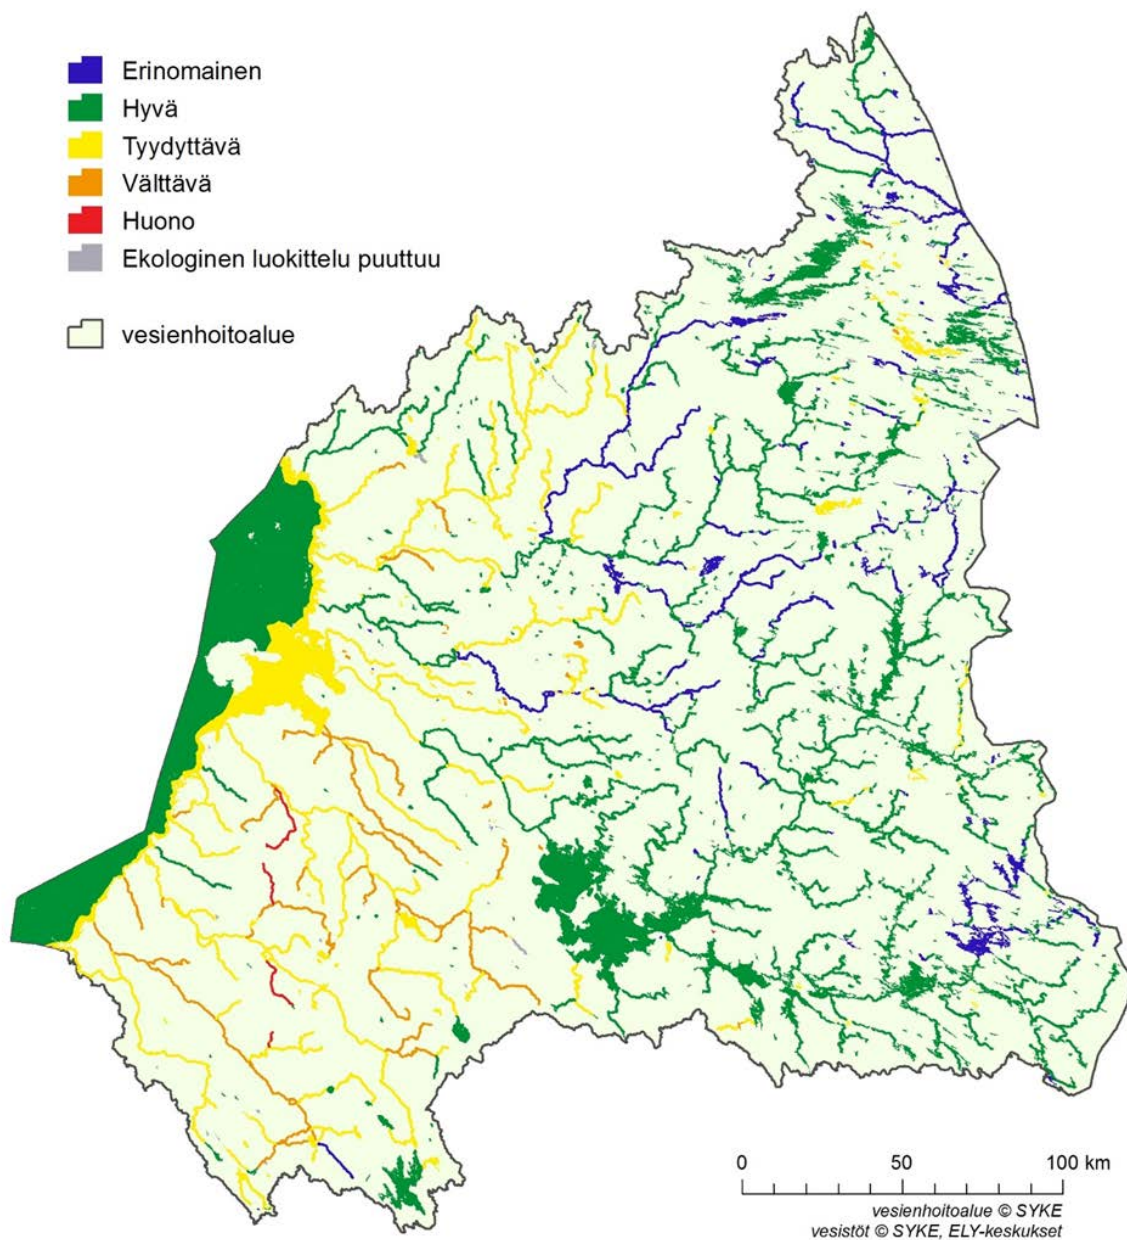 Erinomainen
Hyvä
Tyydyttävä
Välttävä
Huono
Ekologinen luokittelu puuttuu
vesienhoitoalue
0 50 100 km
vesienhoitoalue © SYKE
vesistöt © SYKE, ELY-keskukset